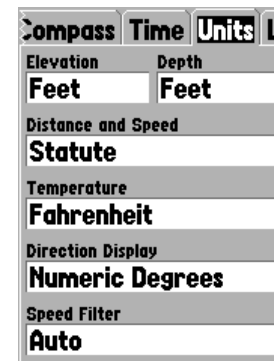 Compass Time Units
Elevation Depth
Feet Feet
Distance and Speed
Statute
Temperature
Fahrenheit
Direction Display
Numeric Degrees
Speed Filter
Auto